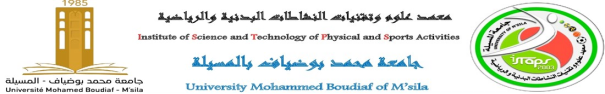 1985
جامعة محمد بوضياف - المسيلة
Université Mohamed Boudiaf - M'sila
معهد علوم وتقنيات النشاطات البدنية والرياضية
Institute of Science and Technology of Physical and Sports Activities
جامعة محمد بوضياف بالمسيلة
University Mohammed Boudiaf of M'sila